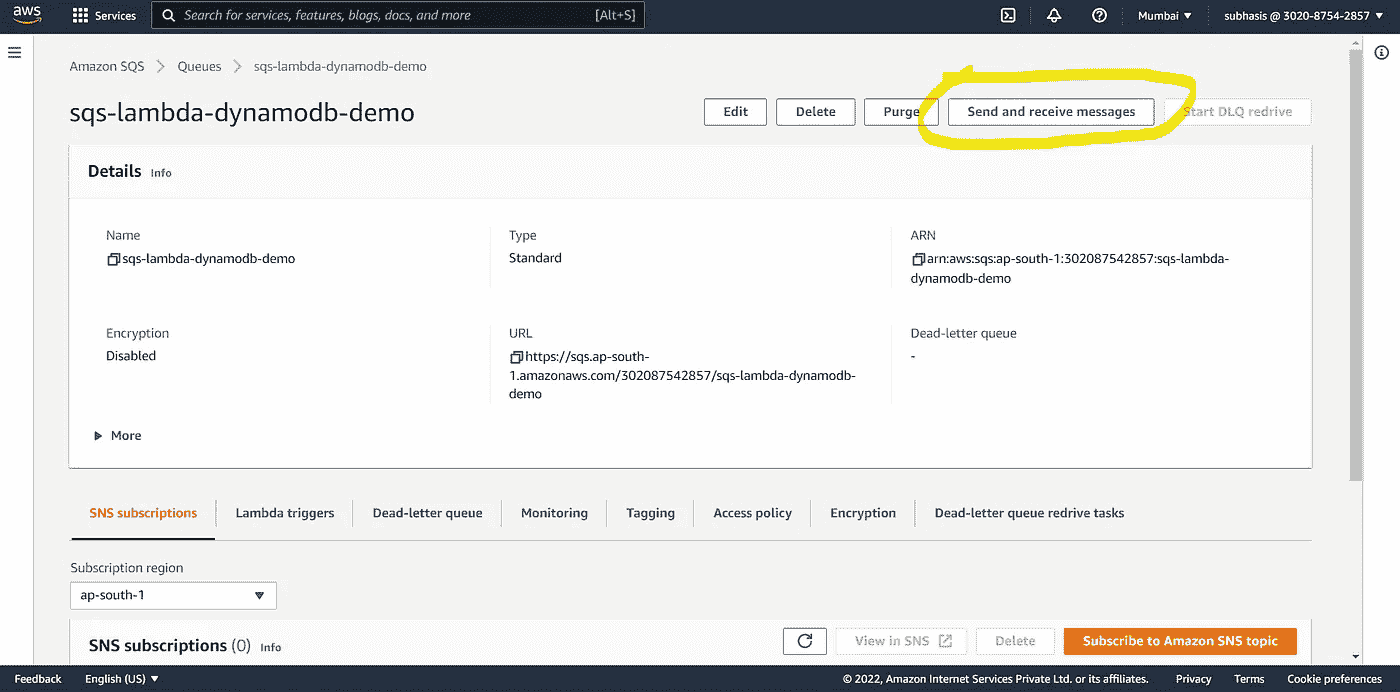 aws
Services
Search for services, features, blogs, docs, and more
[Alt+S]
Mumbai
subhasis @ 3020-8754-2857
Amazon SQS
Queues
sqs-lambda-dynamodb-demo
sqs-lambda-dynamodb-demo
Edit
Delete
Purge
Send and receive messages
Start DLQ redrive
Details
Info
Name
sqs-lambda-dynamodb-demo
Type
Standard
ARN
arn:aws:sqs:ap-south-1:302087542857:sqs-lambda-
dynamodb-demo
Encryption
Disabled
URL
https://sqs.ap-south-
1.amazonaws.com/302087542857/sqs-lambda-dynamodb-
demo
Dead-letter queue
-
More
SNS subscriptions
Lambda triggers
Dead-letter queue
Monitoring
Tagging
Access policy
Encryption
Dead-letter queue redrive tasks
Subscription region
ap-south-1
SNS subscriptions (0)
Info
View in SNS
Delete
Subscribe to Amazon SNS topic
Feedback
English (US)
© 2022, Amazon Internet Services Private Ltd. or its affiliates.
Privacy
Terms
Cookie preferences